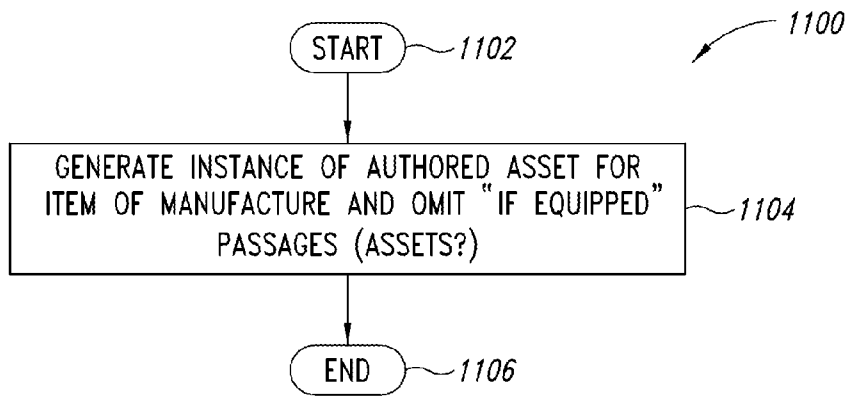 1100
START 1102
GENERATE INSTANCE OF AUTHORED ASSET FOR
ITEM OF MANUFACTURE AND OMIT "IF EQUIPPED"
PASSAGES (ASSETS?)
1104
END 1106